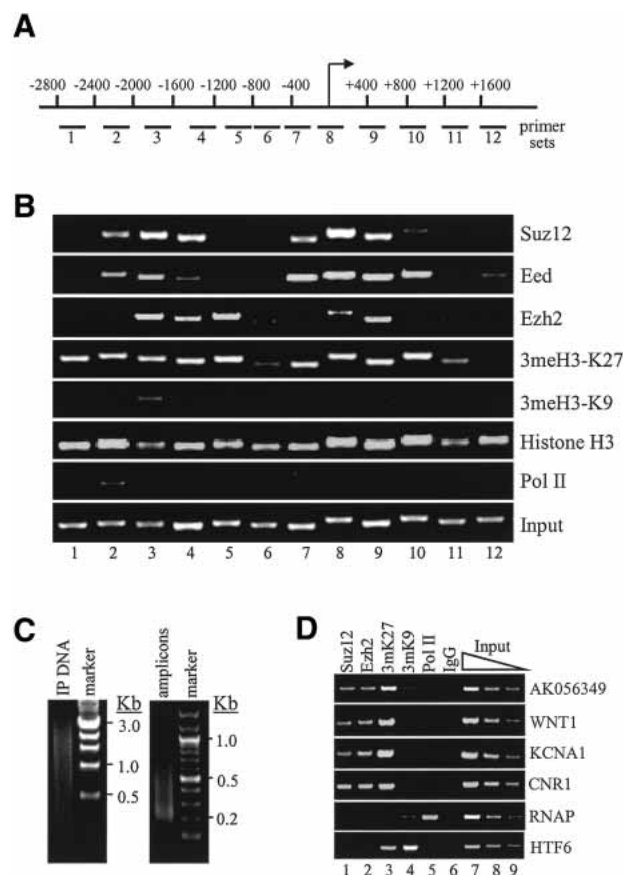 A
-2800 -2400 -2000 -1600 -1200 -800 -400 +400 +800 +1200 +1600
1 2 3 4 5 6 7 8 9 10 11 12 primer sets
B
Suz12
Eed
Ezh2
3meH3-K27
3meH3-K9
Histone H3
Pol II
Input
1 2 3 4 5 6 7 8 9 10 11 12
C
IP DNA
marker
Kb
3.0
1.0
0.5
amplicons
marker
Kb
1.0
0.5
0.2
D
Suz12
Ezh2
3mK27
3mK9
Pol II
IgG
Input
AK056349
WNT1
KCNA1
CNR1
RNAP
HTF6
1 2 3 4 5 6 7 8 9